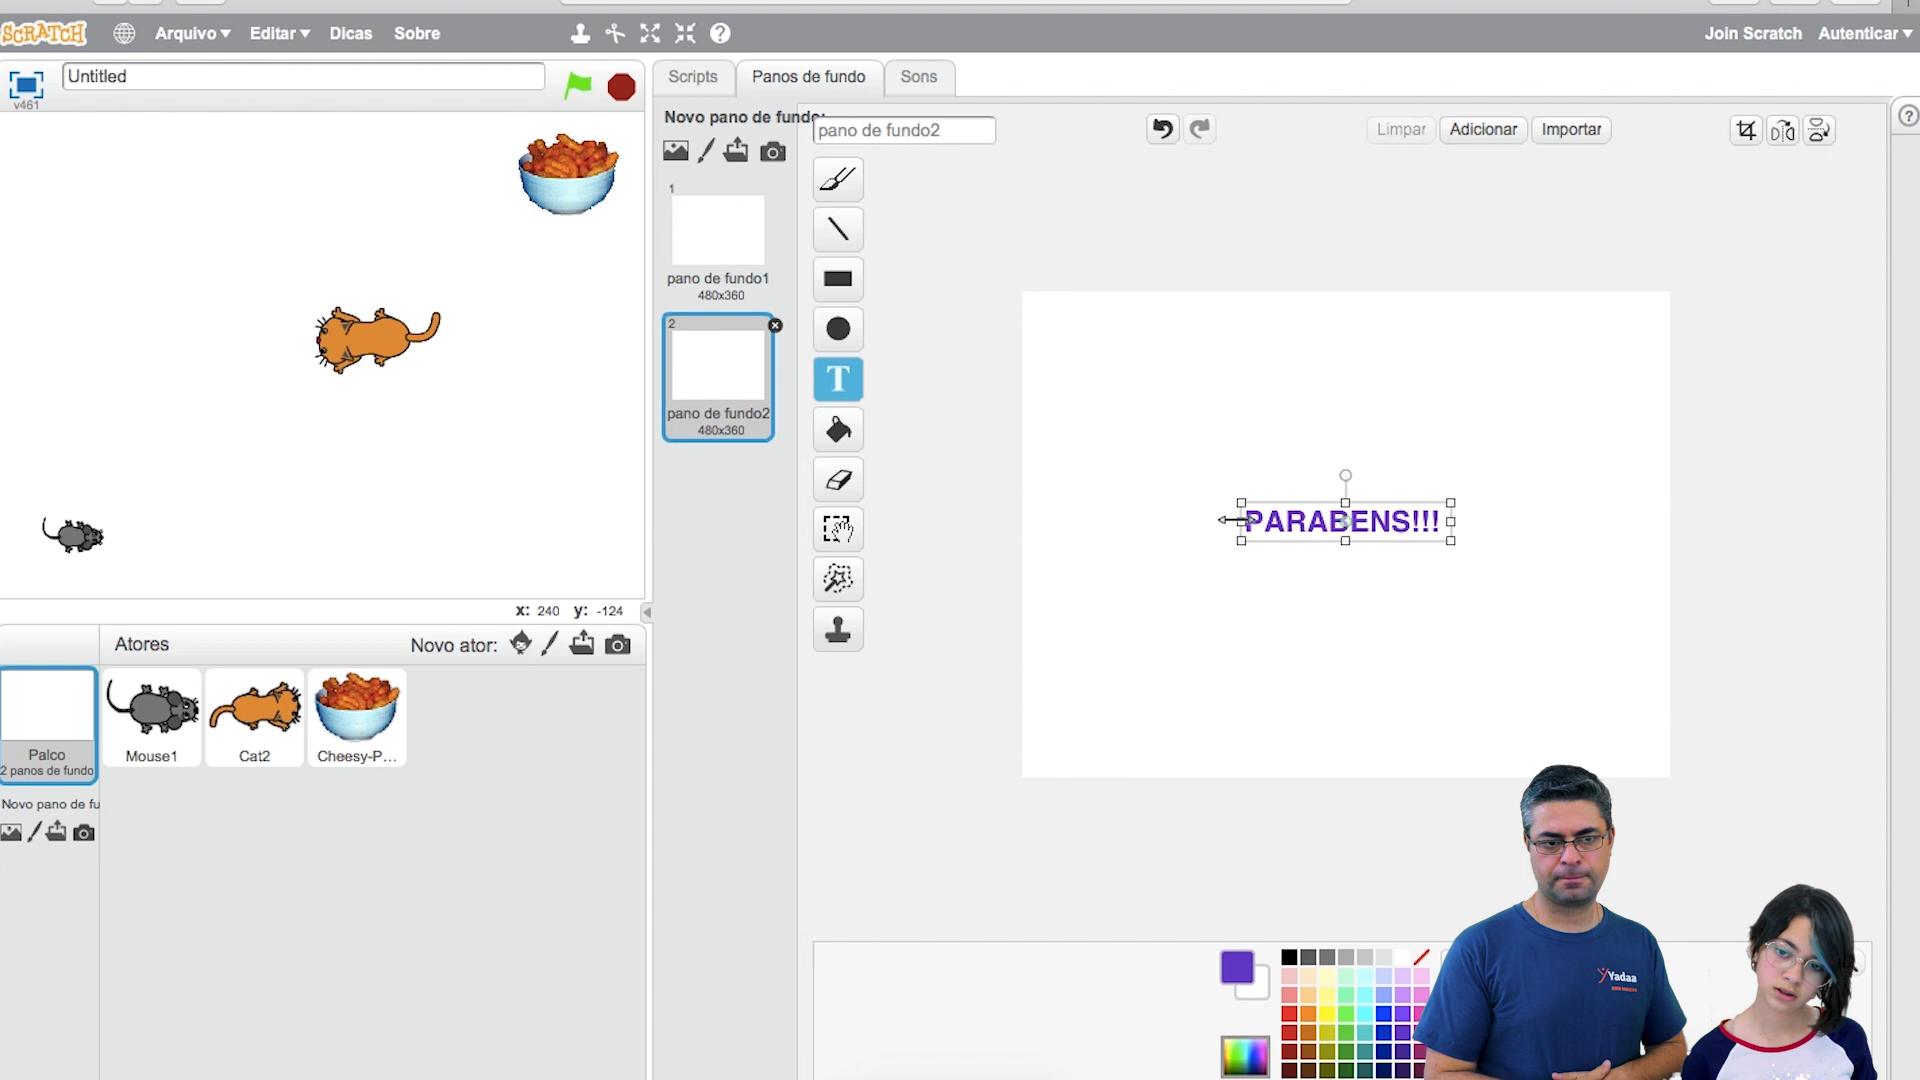 SCRATCH
Arquivo▼ Editar▼ Dicas Sobre
Join Scratch Autenticar▼
v461
Untitled
Scripts
Panos de fundo
Sons
Novo pano de fundo:
pano de fundo2
Limpar
Adicionar
Importar
1
pano de fundo1
480x360
2
pano de fundo2
480x360
T
PARABENS!!!
x: 240 y: -124
Atores
Novo ator:
Palco
2 panos de fundo
Mouse1
Cat2
Cheesy-P...
Novo pano de fu
Yadaa